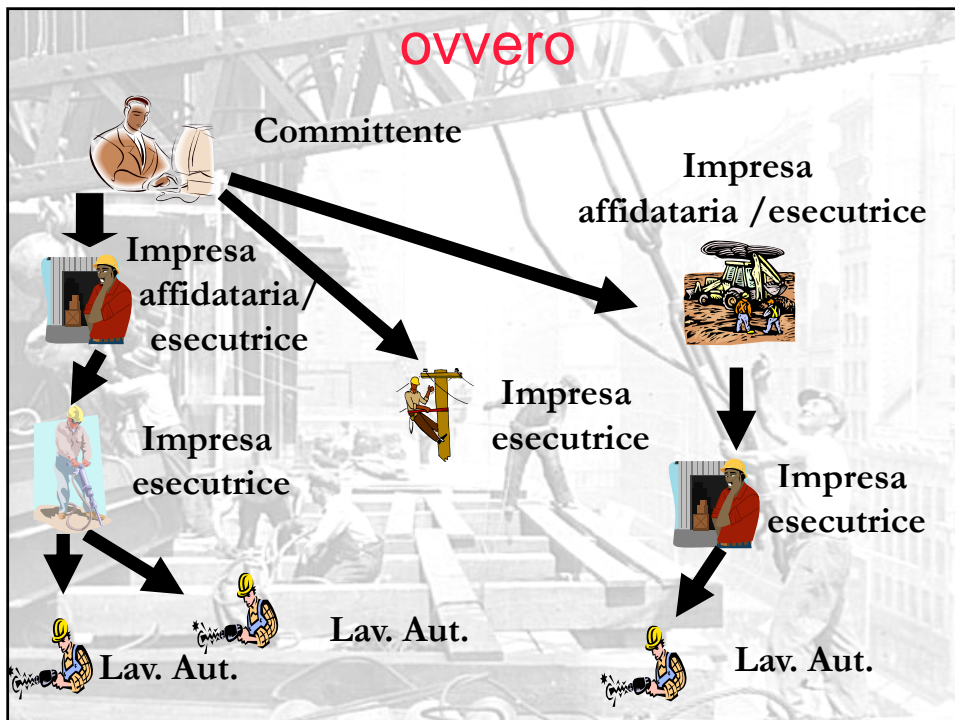 ovvero
Committente
Impresa
affidataria /esecutrice
Impresa
affidataria/
esecutrice
Impresa
esecutrice
Impresa
esecutrice
Impresa
esecutrice
Lav. Aut.
Lav. Aut.
Lav. Aut.